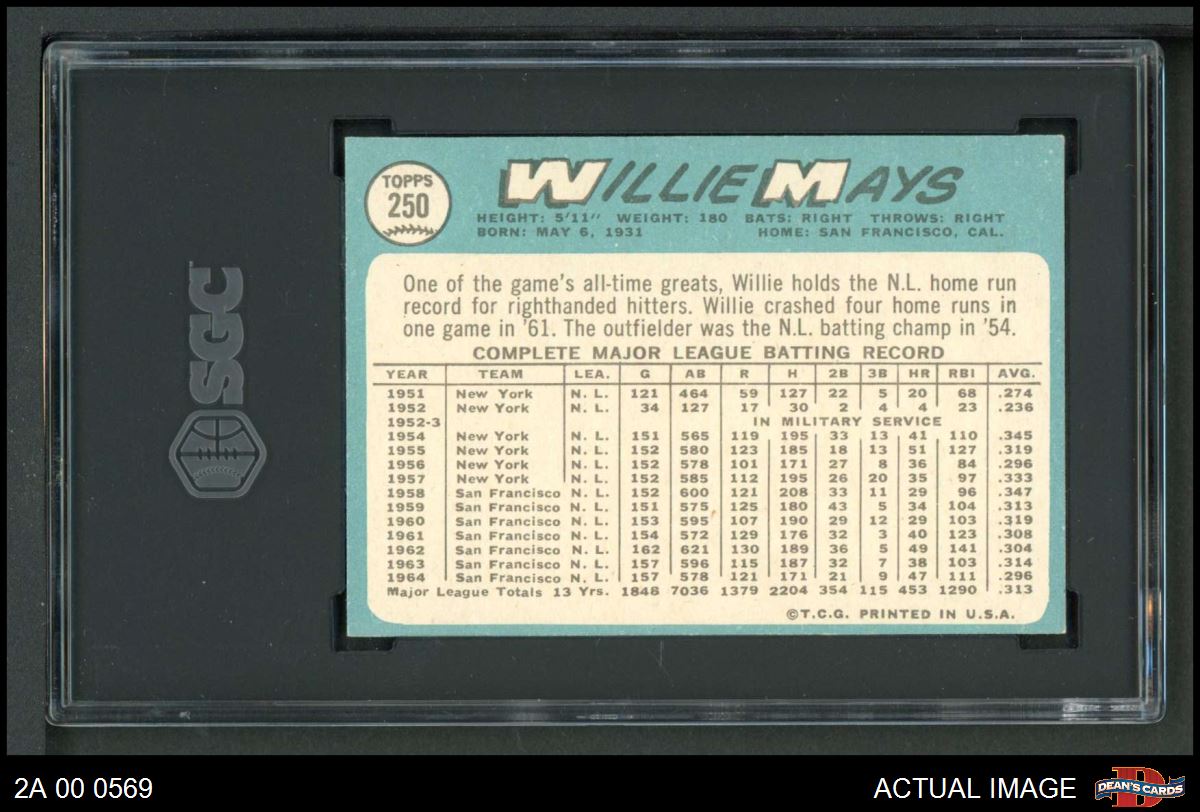 SGC
TOPPS
250
WILLIE MAYS
HEIGHT: 5'11" WEIGHT: 180 BATS: RIGHT THROWS: RIGHT
BORN: MAY 6, 1931 HOME: SAN FRANCISCO, CAL.
One of the game's all-time greats, Willie holds the N.L. home run
record for righthanded hitters. Willie crashed four home runs in
one game in '61. The outfielder was the N.L. batting champ in '54.
COMPLETE MAJOR LEAGUE BATTING RECORD
YEAR TEAM LEA. G AB R H 2B 3B HR RBI AVG.
1951 New York N. L. 121 464 59 127 22 5 20 68 .274
1952 New York N. L. 34 127 17 30 2 4 4 23 .236
1952-3 IN MILITARY SERVICE
1954 New York N. L. 151 565 119 195 33 13 41 110 .345
1955 New York N. L. 152 580 123 185 18 13 51 127 .319
1956 New York N. L. 152 578 101 171 27 8 36 84 .296
1957 New York N. L. 152 585 112 195 26 20 35 97 .333
1958 San Francisco N. L. 152 600 121 208 33 11 29 96 .347
1959 San Francisco N. L. 151 575 125 180 43 5 34 104 .313
1960 San Francisco N. L. 153 595 107 190 29 12 29 103 .319
1961 San Francisco N. L. 154 572 129 176 32 3 40 123 .308
1962 San Francisco N. L. 162 621 130 189 36 5 49 141 .304
1963 San Francisco N. L. 157 596 115 187 32 7 38 103 .314
1964 San Francisco N. L. 157 578 121 171 21 9 47 111 .296
Major League Totals 13 Yrs. 1848 7036 1379 2204 354 115 453 1290 .313
©T.C.G. PRINTED IN U.S.A.
2A 00 0569
ACTUAL IMAGE
D
DEAN'S CARDS